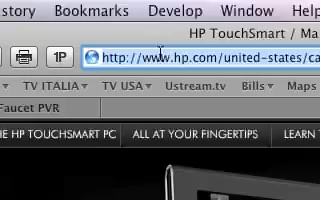 story Bookmarks Develop Window Help
HP TouchSmart / Ma
1P http://www.hp.com/united-states/ca
TV ITALIA TV USA Ustream.tv Bills Maps
Faucet PVR
HE HP TOUCHSMART PC ALL AT YOUR FINGERTIPS LEARN